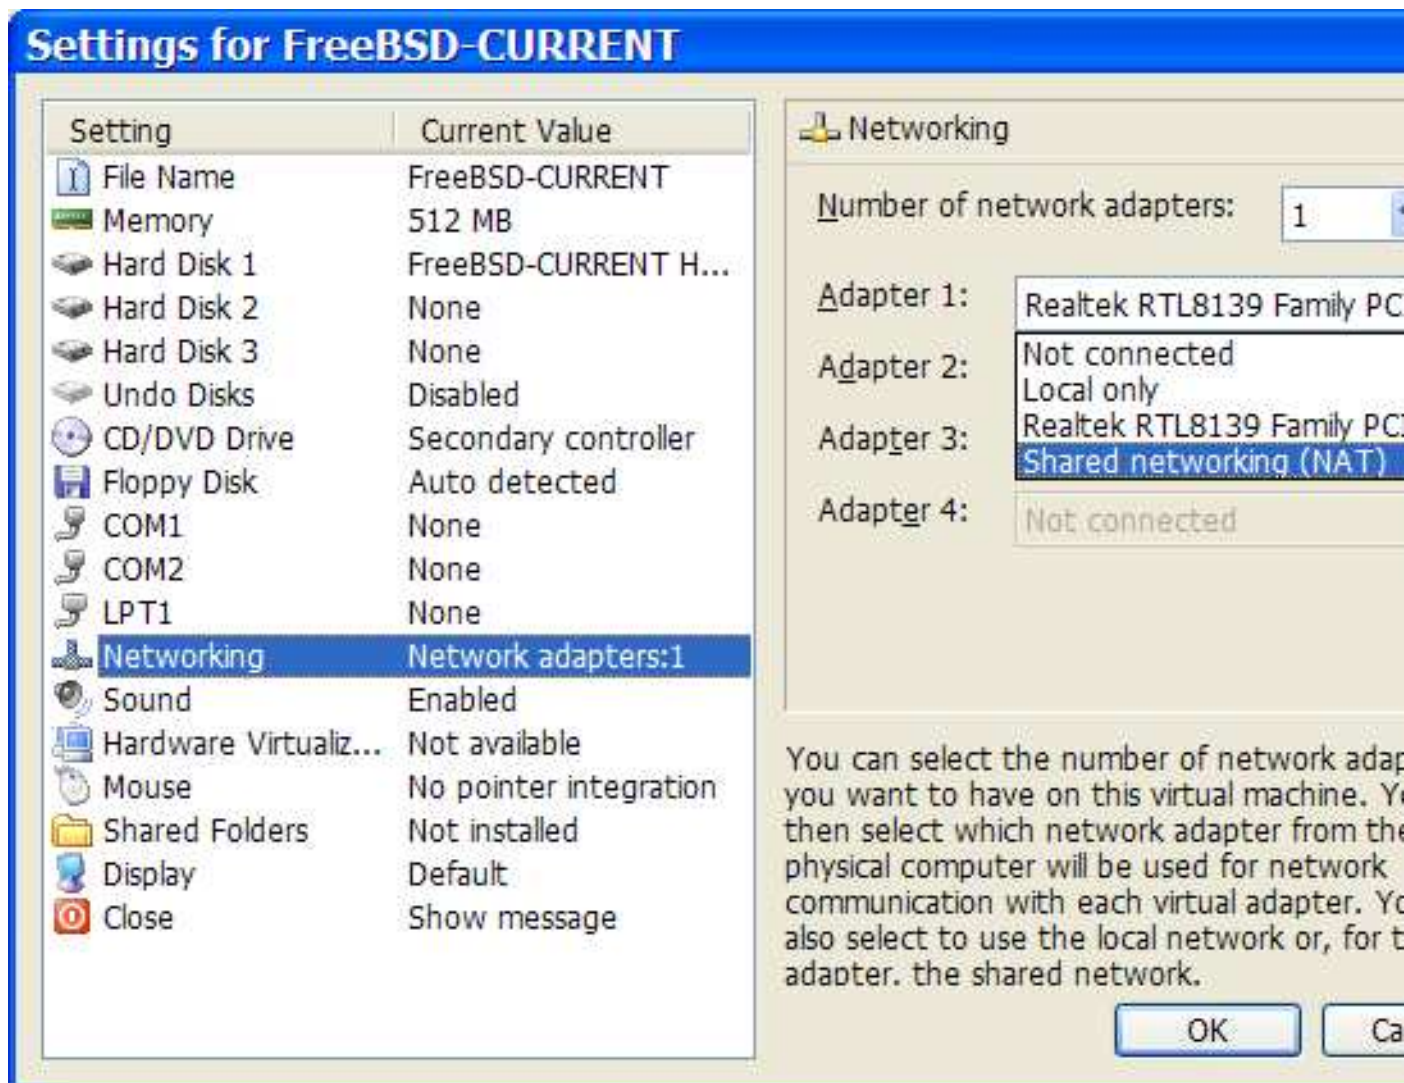 Settings for FreeBSD-CURRENT
Setting Current Value
File Name FreeBSD-CURRENT
Memory 512 MB
Hard Disk 1 FreeBSD-CURRENT H...
Hard Disk 2 None
Hard Disk 3 None
Undo Disks Disabled
CD/DVD Drive Secondary controller
Floppy Disk Auto detected
COM1 None
COM2 None
LPT1 None
Networking Network adapters:1
Sound Enabled
Hardware Virtualiz... Not available
Mouse No pointer integration
Shared Folders Not installed
Display Default
Close Show message
Networking
Number of network adapters: 1
Adapter 1: Realtek RTL8139 Family
Not connected
Local only
Adapter 2:
Realtek RTL8139 Family
Adapter 3:
Shared networking (NAT)
Adapter 4: Not connected
You can select the number of network
you want to have on this virtual machine.
then select which network adapter from
physical computer will be used for network
communication with each virtual adapter.
also select to use the local network or, for
adapter. the shared network.
OK